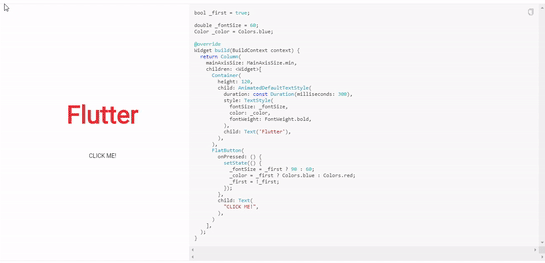 Flutter
CLICK ME!
bool _first = true;
double _fontSize = 60;
Color _color = Colors.blue;
@override
Widget build(BuildContext context) {
return Column(
mainAxisSize: MainAxisSize.min,
children: <Widget>[
Container(
height: 120,
child: AnimatedDefaultTextStyle(
duration: const Duration(milliseconds: 300),
style: TextStyle(
fontSize: _fontSize,
color: _color,
fontWeight: FontWeight.bold,
),
child: Text('Flutter'),
),
),
FlatButton(
onPressed: () {
setState(() {
_fontSize = _first ? 90 : 60;
_color = _first ? Colors.blue : Colors.red;
_first = !_first;
});
},
child: Text(
"CLICK ME!",
),
)
],
);
}